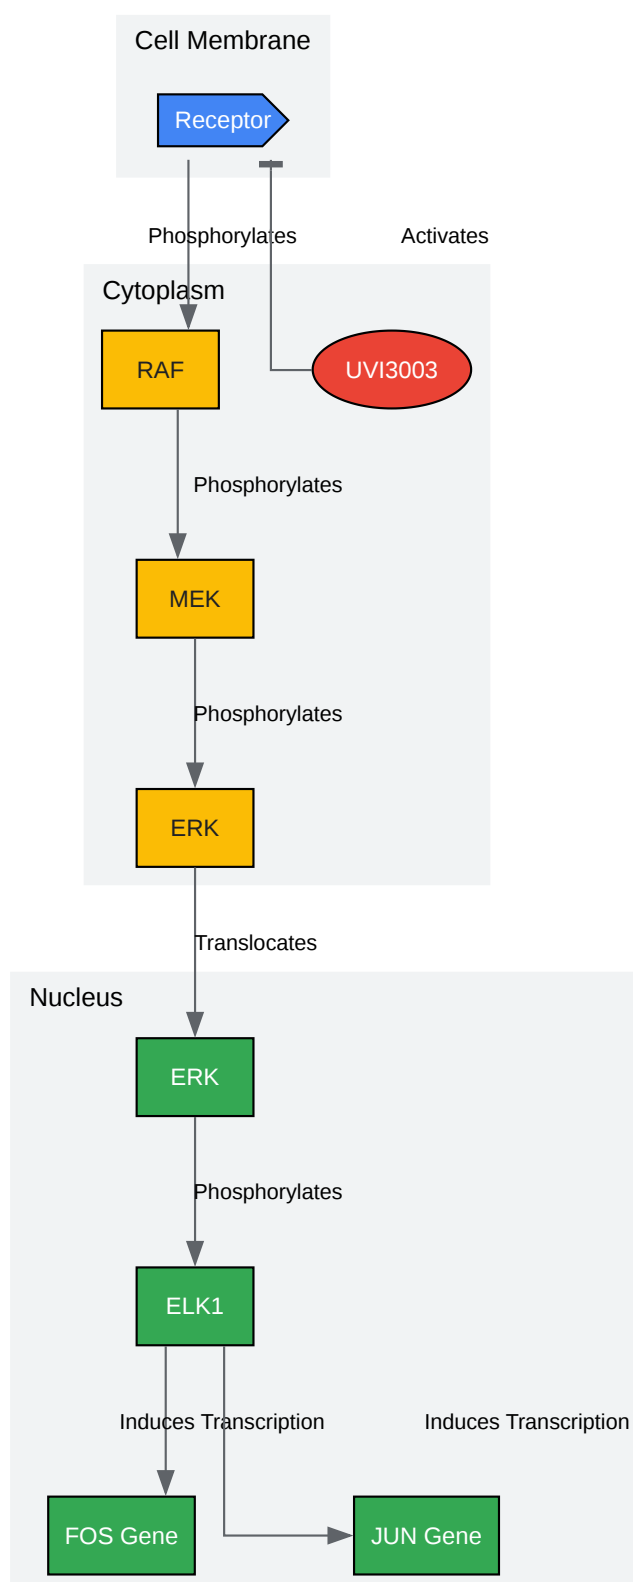 Cell Membrane
Receptor
Phosphorylates
Activates
Cytoplasm
RAF
UVI3003
Phosphorylates
MEK
Phosphorylates
ERK
Translocates
Nucleus
ERK
Phosphorylates
ELK1
Induces Transcription
Induces Transcription
FOS Gene
JUN Gene